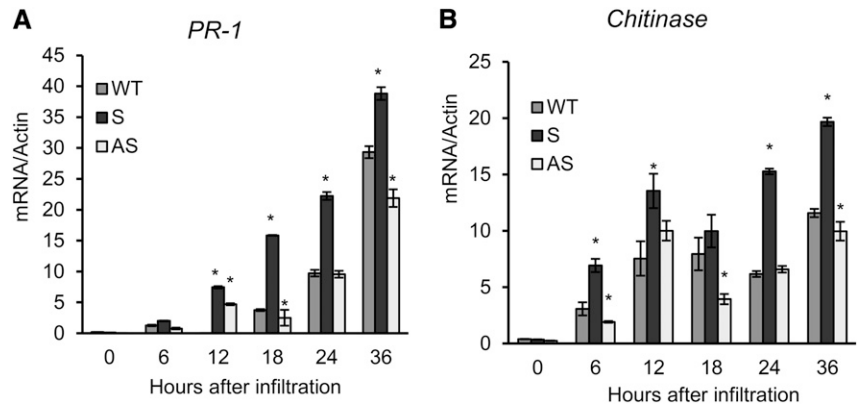 A
PR-1
mRNA/Actin
45
40
35
30
25
20
15
10
5
0
WT
S
AS
*
*
*
*
*
*
*
0 6 12 18 24 36
Hours after infiltration
B
Chitinase
mRNA/Actin
25
20
15
10
5
0
WT
S
AS
*
*
*
*
*
*
*
0 6 12 18 24 36
Hours after infiltration